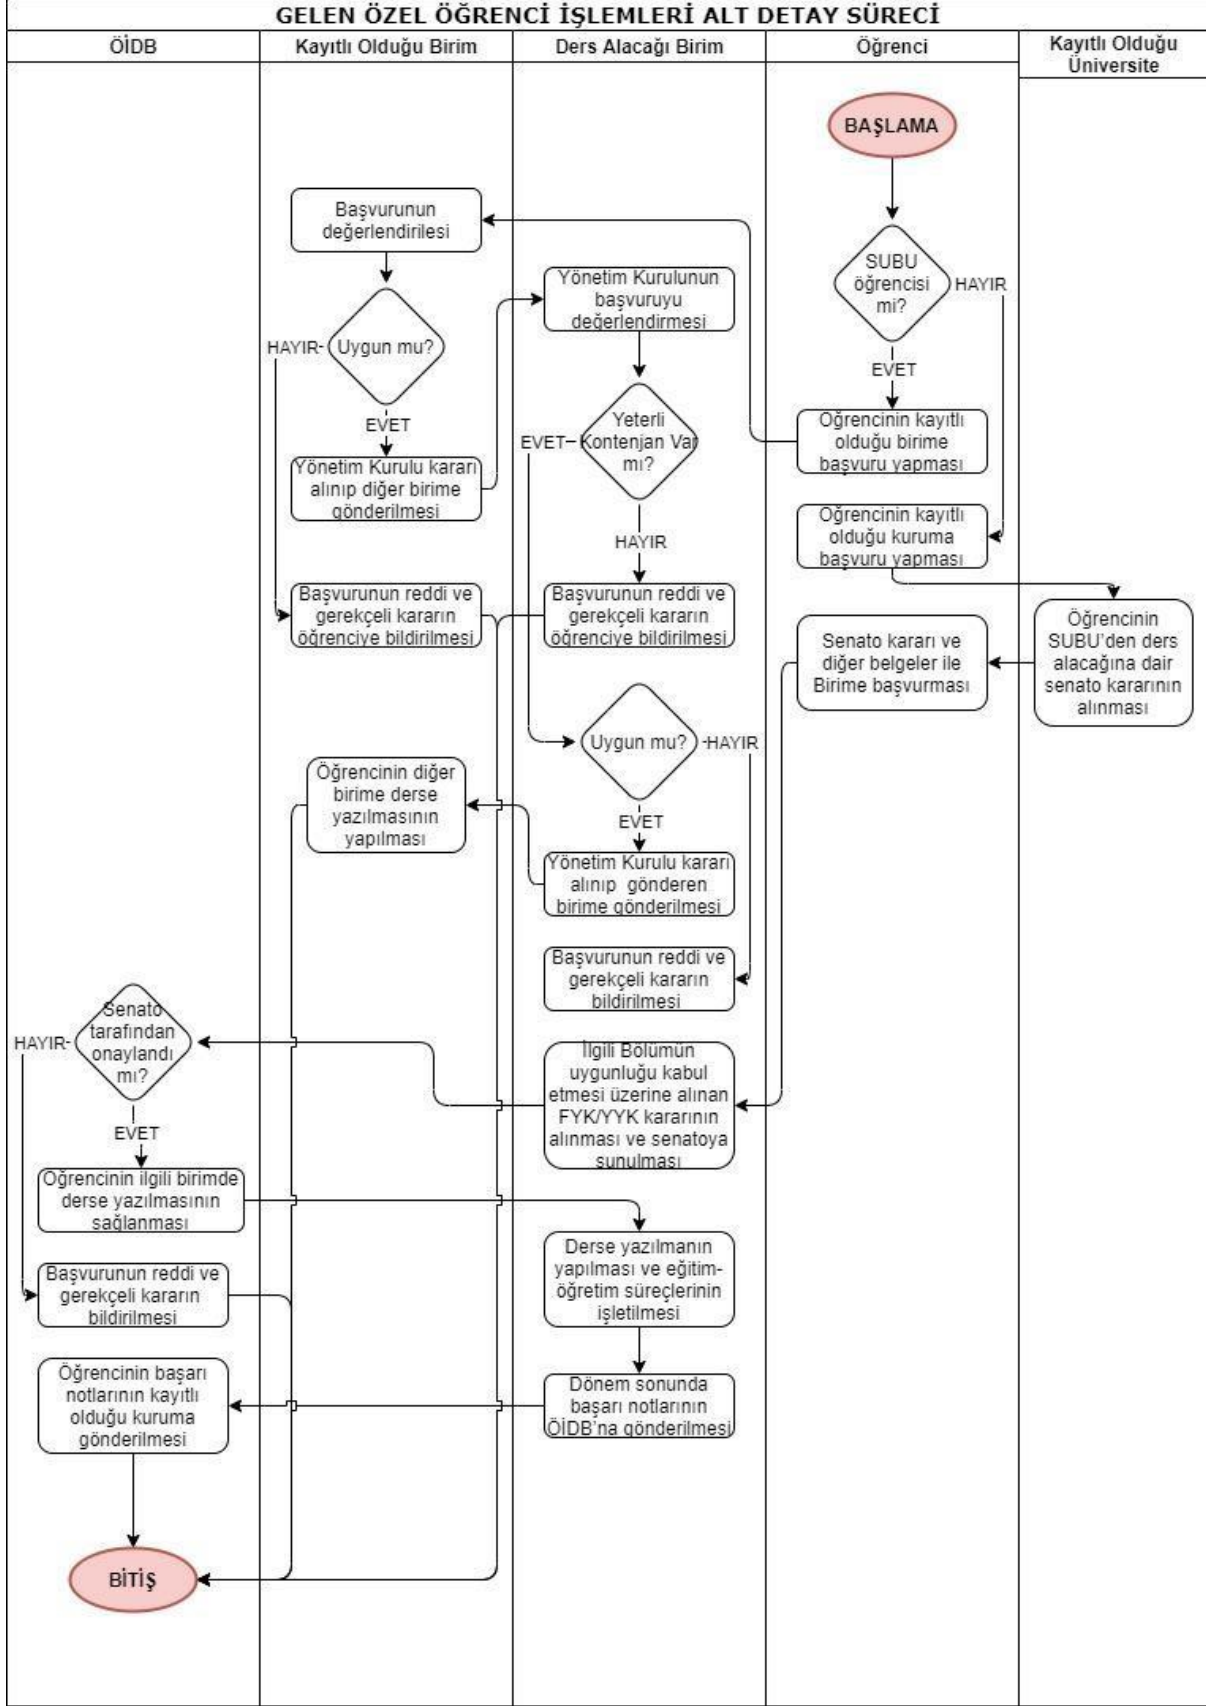 GELEN ÖZEL ÖĞRENCİ İŞLEMLERİ ALT DETAY SÜRECİ
ÖİDB
Kayıtlı Olduğu Birim
Ders Alacağı Birim
Öğrenci
Kayıtlı Olduğu
Üniversite
BAŞLAMA
SUBU
öğrencisi
mi?
HAYIR
EVET
Öğrencinin kayıtlı
olduğu birime
başvuru yapması
Öğrencinin kayıtlı
olduğu kuruma
başvuru yapması
Öğrencinin
SUBU'den ders
alacağına dair
senato kararının
alınması
Senato kararı ve
diğer belgeler ile
Birime başvurması
Başvurunun
değerlendirilesi
Uygun mu?
HAYIR
EVET
Yönetim Kurulu kararı
alınıp diğer birime
gönderilmesi
Başvurunun reddi ve
gerekçeli kararın
öğrenciye bildirilmesi
Yönetim Kurulunun
başvuruyu
değerlendirmesi
Yeterli
Kontenjan Var
mı?
EVET
HAYIR
Başvurunun reddi ve
gerekçeli kararın
öğrenciye bildirilmesi
Uygun mu?
HAYIR
EVET
Yönetim Kurulu kararı
alınıp gönderen
birime gönderilmesi
Öğrencinin diğer
birime derse
yazılmasının
yapılması
Başvurunun reddi ve
gerekçeli kararın
bildirilmesi
İlgili Bölümün
uygunluğu kabul
etmesi üzerine alınan
FYK/YYK kararının
alınması ve senatoya
sunulması
Senato
tarafından
onaylandı
mı?
HAYIR
EVET
Öğrencinin ilgili birimde
derse yazılmasının
sağlanması
Başvurunun reddi ve
gerekçeli kararın
bildirilmesi
Derse yazılmanın
yapılması ve eğitim-
öğretim süreçlerinin
işletilmesi
Dönem sonunda
başarı notlarının
ÖİDB'na gönderilmesi
Öğrencinin başarı
notlarının kayıtlı
olduğu kuruma
gönderilmesi
BİTİŞ